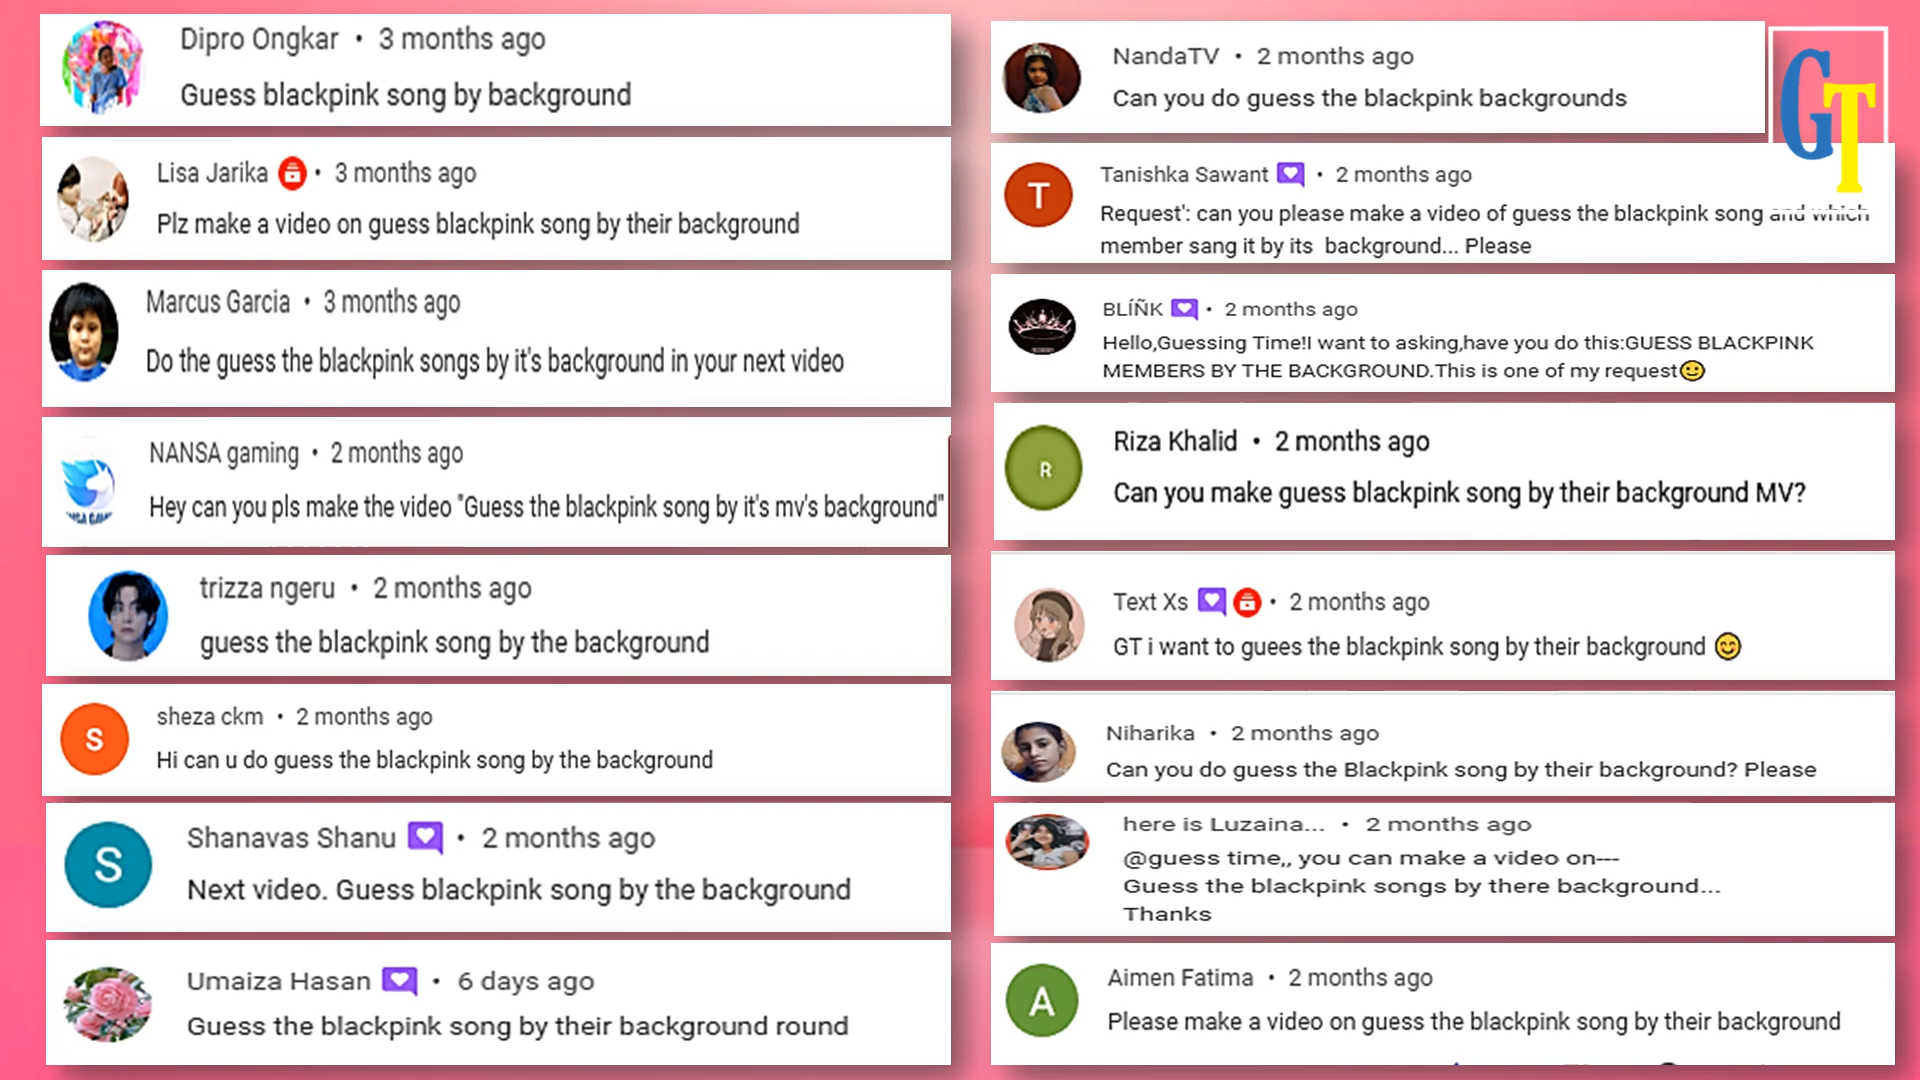 Dipro Ongkar • 3 months ago
Guess blackpink song by background
Lisa Jarika • 3 months ago
Plz make a video on guess blackpink song by their background
Marcus Garcia • 3 months ago
Do the guess the blackpink songs by it's background in your next video
NANSA gaming • 2 months ago
Hey can you pls make the video "Guess the blackpink song by it's mv's background"
trizza ngeru • 2 months ago
guess the blackpink song by the background
S
sheza ckm • 2 months ago
Hi can u do guess the blackpink song by the background
S
Shanavas Shanu • 2 months ago
Next video. Guess blackpink song by the background
Umaiza Hasan • 6 days ago
Guess the blackpink song by their background round
NandaTV • 2 months ago
Can you do guess the blackpink backgrounds
GT
T
Tanishka Sawant • 2 months ago
Request': can you please make a video of guess the blackpink song and which
member sang it by its background... Please
BLÍÑK • 2 months ago
Hello,Guessing Time!I want to asking,have you do this:GUESS BLACKPINK
MEMBERS BY THE BACKGROUND.This is one of my request😉
R
Riza Khalid • 2 months ago
Can you make guess blackpink song by their background MV?
Text Xs • 2 months ago
GT i want to guees the blackpink song by their background 😊
Niharika • 2 months ago
Can you do guess the Blackpink song by their background? Please
here is Luzaina... • 2 months ago
@guess time,, you can make a video on---
Guess the blackpink songs by there background...
Thanks
A
Aimen Fatima • 2 months ago
Please make a video on guess the blackpink song by their background